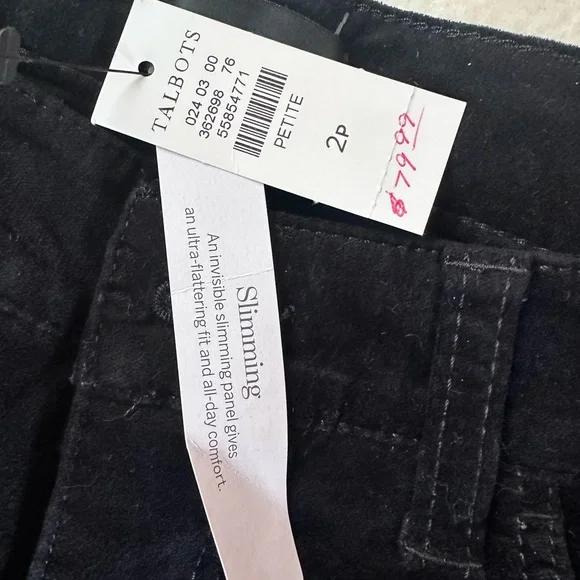 TALBOTS
024 03 00
362698 76
55854771
PETITE
2P
$79.99
Slimming
An invisible slimming panel gives
an ultra-flattering fit and all-day comfort.